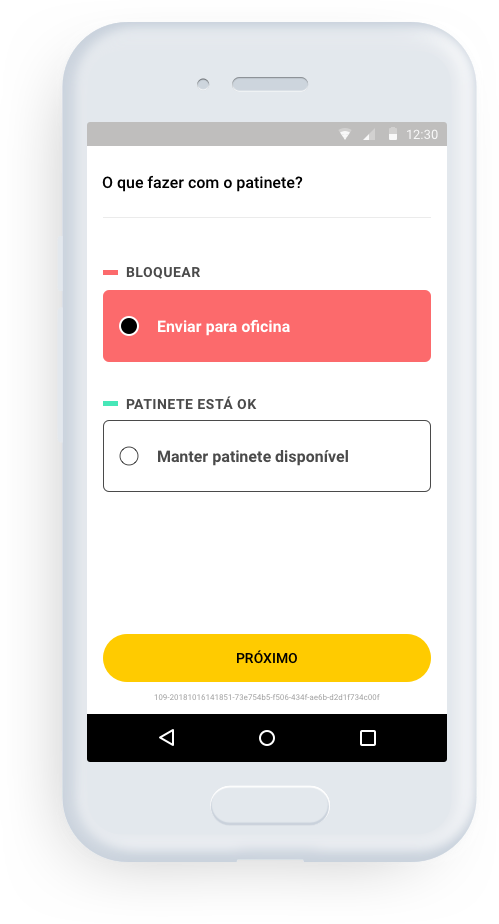 12:30
O que fazer com o patinete?
BLOQUEAR
Enviar para oficina
PATINETE ESTÁ OK
Manter patinete disponível
PRÓXIMO
109-20181016141851-73e754b5-f506-434f-ae6b-d2d1f734c00f